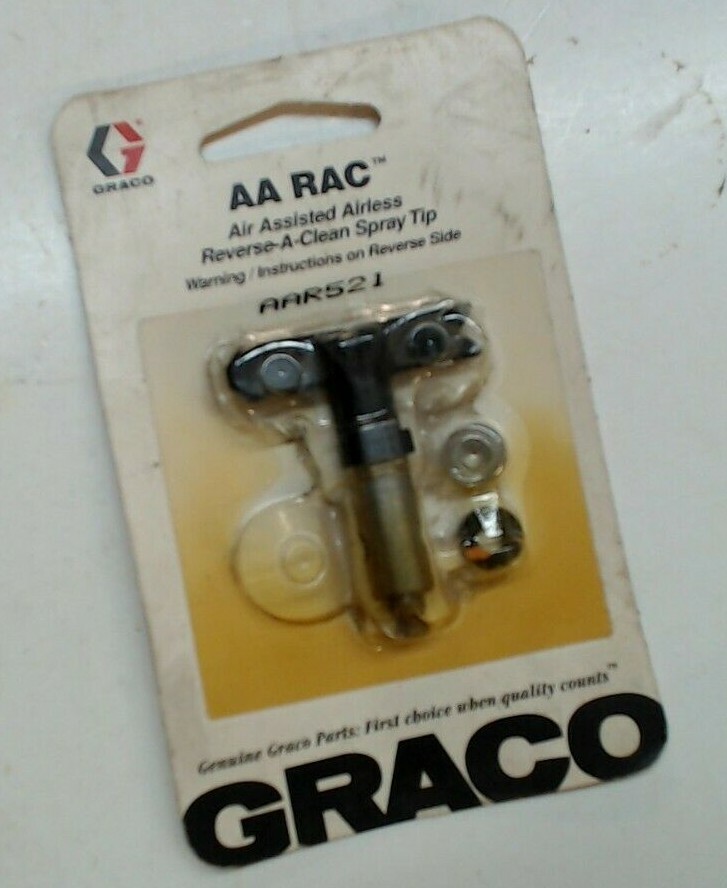 GRACO
AA RAC™
Air Assisted Airless
Reverse-A-Clean Spray Tip
Warning / Instructions on Reverse Side
AAR521
Genuine Graco Parts: First choice when quality counts™
GRACO